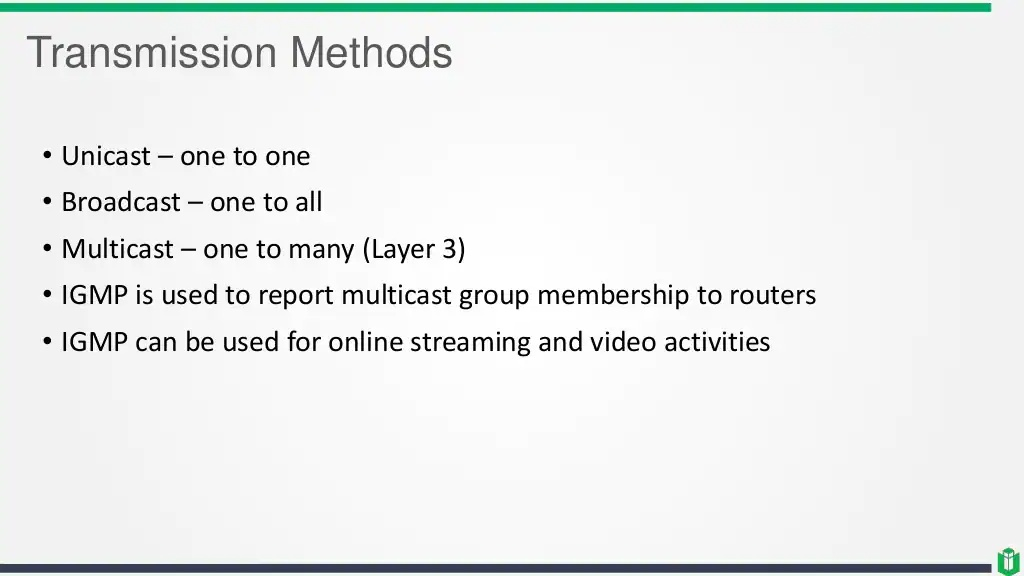 Transmission Methods
• Unicast – one to one
• Broadcast – one to all
• Multicast – one to many (Layer 3)
• IGMP is used to report multicast group membership to routers
• IGMP can be used for online streaming and video activities